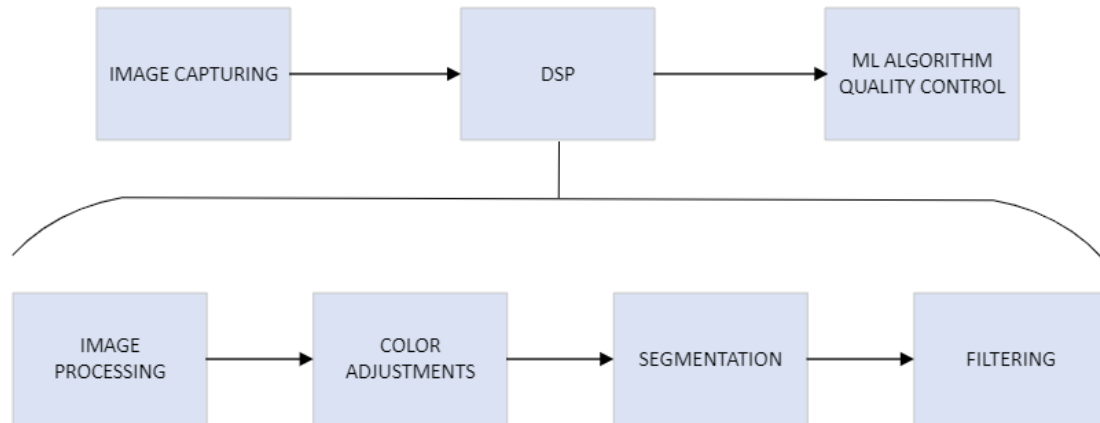 IMAGE CAPTURING
DSP
ML ALGORITHM
QUALITY CONTROL
IMAGE
PROCESSING
COLOR
ADJUSTMENTS
SEGMENTATION
FILTERING